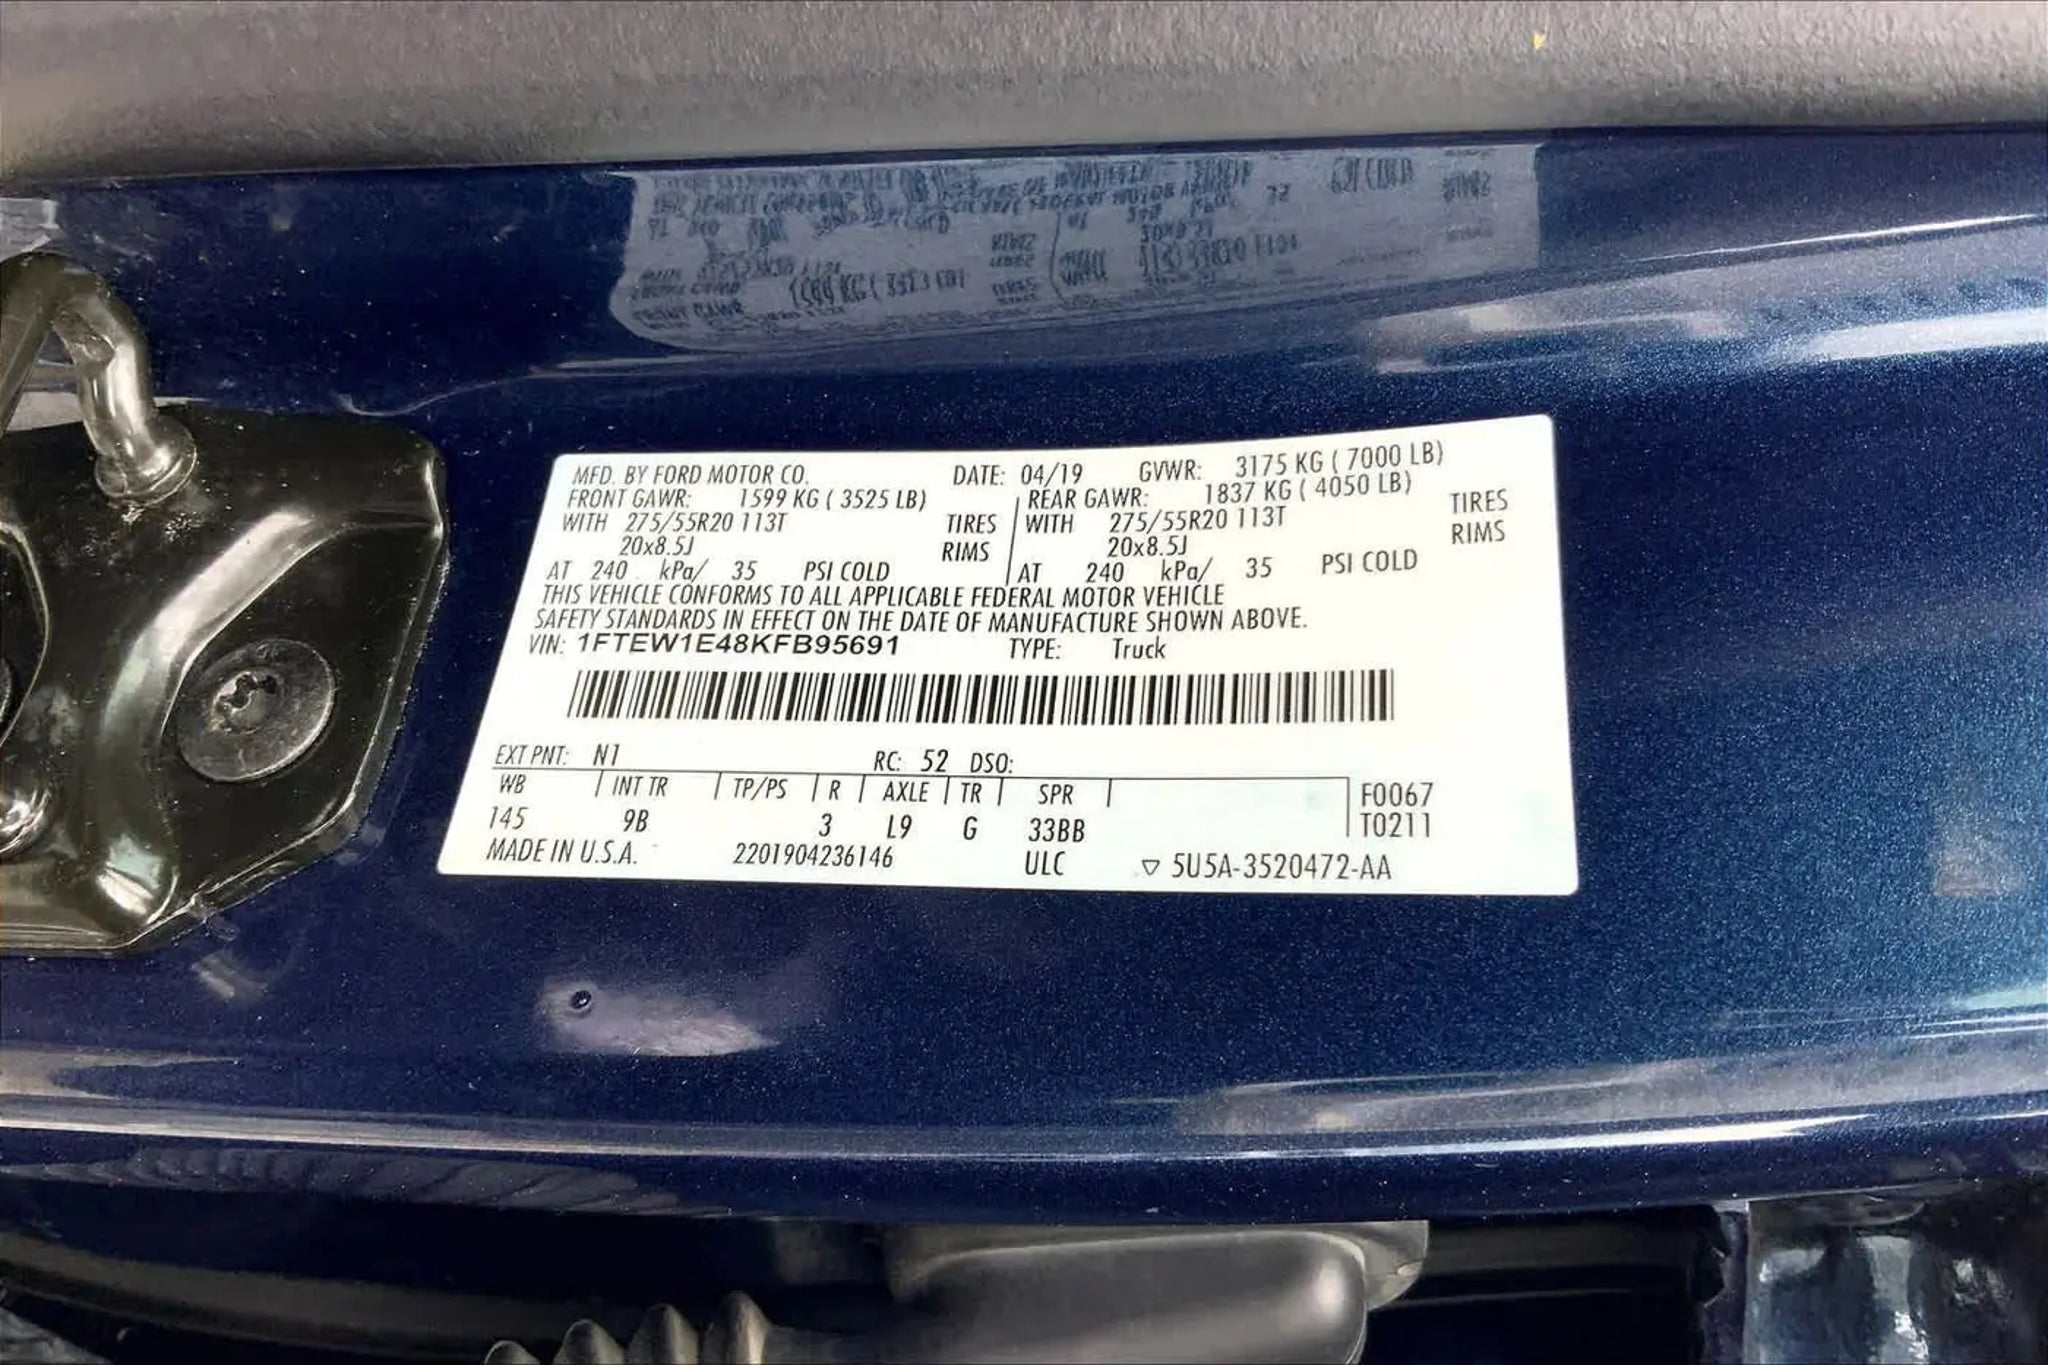 MFD. BY FORD MOTOR CO. DATE: 04/19 GVWR: 3175 KG ( 7000 LB)
FRONT GAWR: 1599 KG ( 3525 LB) REAR GAWR: 1837 KG ( 4050 LB)
WITH 275/55R20 113T TIRES WITH 275/55R20 113T TIRES
20x8.5J RIMS 20x8.5J RIMS
AT 240 kPa/ 35 PSI COLD AT 240 kPa/ 35 PSI COLD
THIS VEHICLE CONFORMS TO ALL APPLICABLE FEDERAL MOTOR VEHICLE
SAFETY STANDARDS IN EFFECT ON THE DATE OF MANUFACTURE SHOWN ABOVE.
VIN: 1FTEW1E48KFB95691 TYPE: Truck
EXT PNT: N1 RC: 52 DSO:
WB INT TR TP/PS R AXLE TR SPR F0067
145 9B 3 L9 G 33BB T0211
MADE IN U.S.A. 2201904236146 ULC ▽ 5U5A-3520472-AA